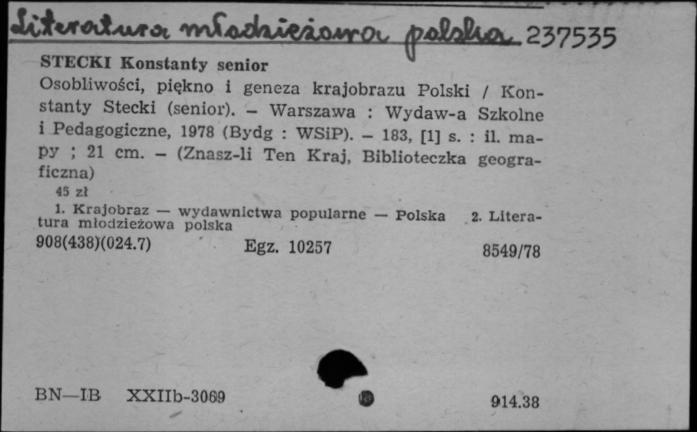 Literatura młodzieżowa polska 237535
STECKI Konstanty senior
Osobliwości, piękno i geneza krajobrazu Polski / Kon-
stanty Stecki (senior). — Warszawa : Wydaw-a Szkolne
i Pedagogiczne, 1978 (Bydg : WSiP). — 183, [1] s. : il. ma-
py ; 21 cm. — (Znasz-li Ten Kraj, Biblioteczka geogra-
ficzna)
45 zł
1. Krajobraz — wydawnictwa popularne — Polska 2. Litera-
tura młodzieżowa polska
908(438)(024.7) Egz. 10257 8549/78
BN—IB XXIIb-3069 914.38